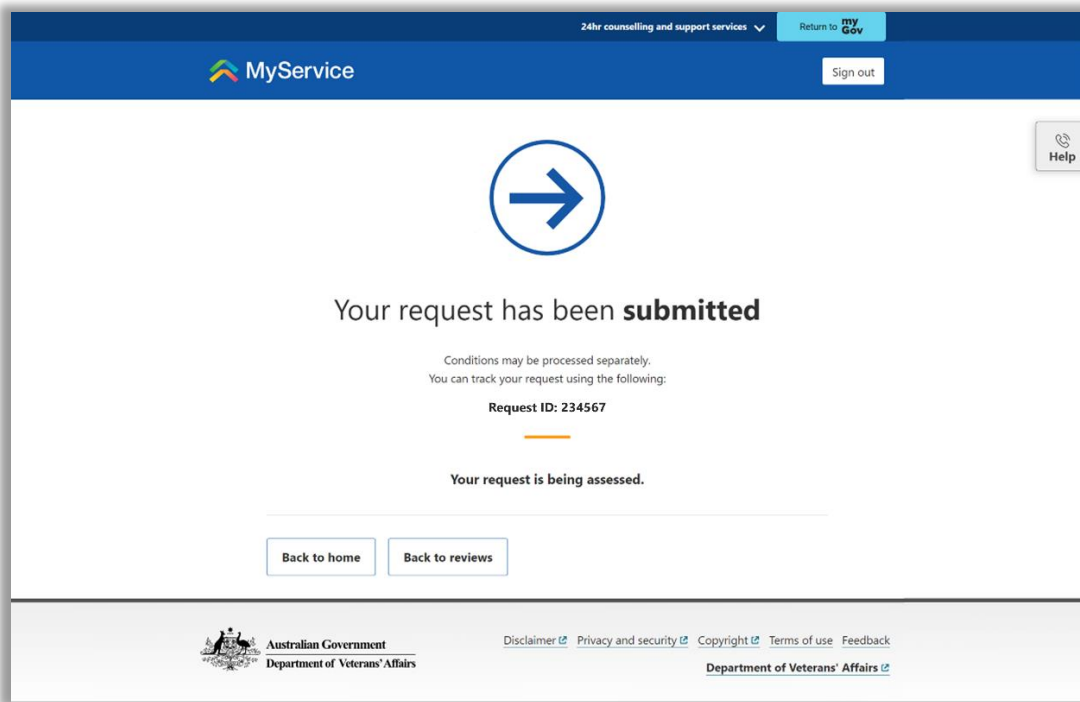 24hr counselling and support services
Return to myGov
MyService
Sign out
Help
Your request has been submitted
Conditions may be processed separately.
You can track your request using the following:
Request ID: 234567
Your request is being assessed.
Back to home
Back to reviews
Australian Government
Department of Veterans' Affairs
Disclaimer Privacy and security Copyright Terms of use Feedback
Department of Veterans' Affairs